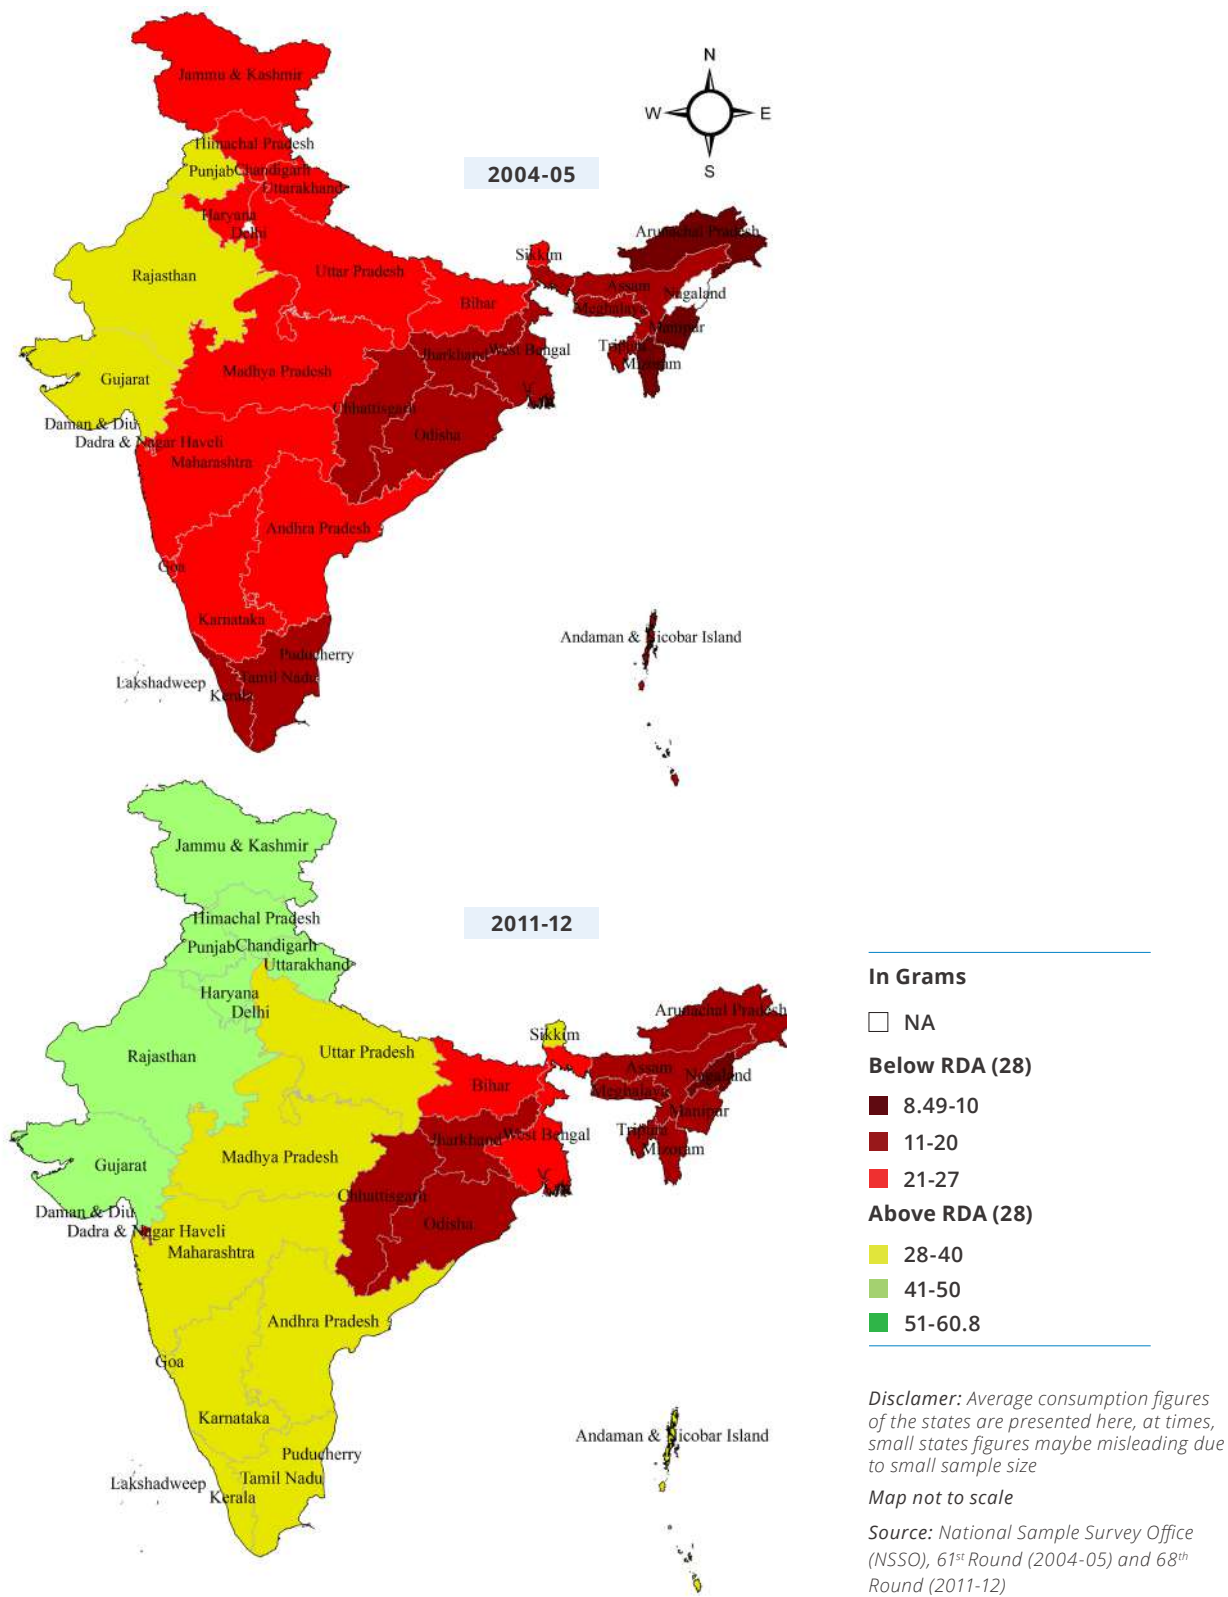 N
W E
S
2004-05
Jammu & Kashmir
Himachal Pradesh
Punjab Chandigarh
Uttarakhand
Haryana
Delhi
Rajasthan
Uttar Pradesh
Bihar
Sikkim
Arunachal Pradesh
Assam
Nagaland
Meghalaya
Manipur
Tripura
Mizoram
Jharkhand West Bengal
Gujarat
Madhya Pradesh
Chhattisgarh
Odisha
Daman & Diu
Dadra & Nagar Haveli
Maharashtra
Andhra Pradesh
Goa
Karnataka
Puducherry
Tamil Nadu
Lakshadweep
Kerala
Andaman & Nicobar Island
2011-12
Jammu & Kashmir
Himachal Pradesh
Punjab Chandigarh
Uttarakhand
Haryana
Delhi
Rajasthan
Uttar Pradesh
Bihar
Sikkim
Arunachal Pradesh
Assam
Nagaland
Meghalaya
Manipur
Tripura
Mizoram
Jharkhand West Bengal
Gujarat
Madhya Pradesh
Chhattisgarh
Odisha
Daman & Diu
Dadra & Nagar Haveli
Maharashtra
Andhra Pradesh
Goa
Karnataka
Puducherry
Tamil Nadu
Lakshadweep
Kerala
Andaman & Nicobar Island
In Grams
NA
Below RDA (28)
8.49-10
11-20
21-27
Above RDA (28)
28-40
41-50
51-60.8
Disclamer: Average consumption figures
of the states are presented here, at times,
small states figures maybe misleading due
to small sample size
Map not to scale
Source: National Sample Survey Office
(NSSO), 61st Round (2004-05) and 68th
Round (2011-12)